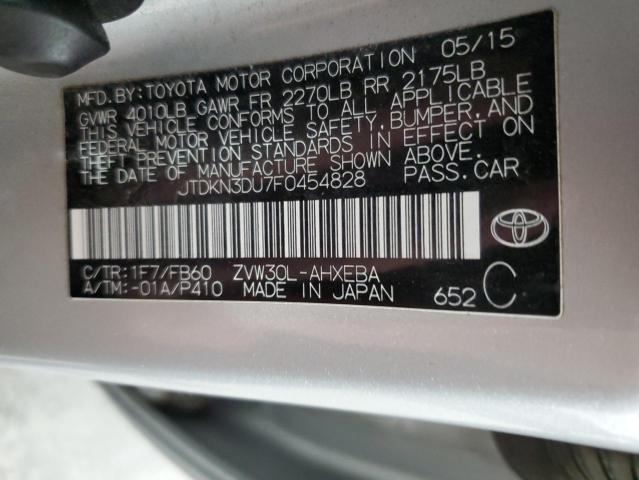 MFD. BY: TOYOTA MOTOR CORPORATION 05/15
GVWR 4010LB GAWR FR 2270LB RR 2175LB
THIS VEHICLE CONFORMS TO ALL APPLICABLE
FEDERAL MOTOR VEHICLE SAFETY, BUMPER, AND
THEFT PREVENTION STANDARDS IN EFFECT ON
THE DATE OF MANUFACTURE SHOWN ABOVE.
JTDKN3DU7F0454828 PASS. CAR
C/TR: 1F7/FB60 ZVW30L-AHXEBA
A/TM: -01A/P410 MADE IN JAPAN
652 C
TOYOTA